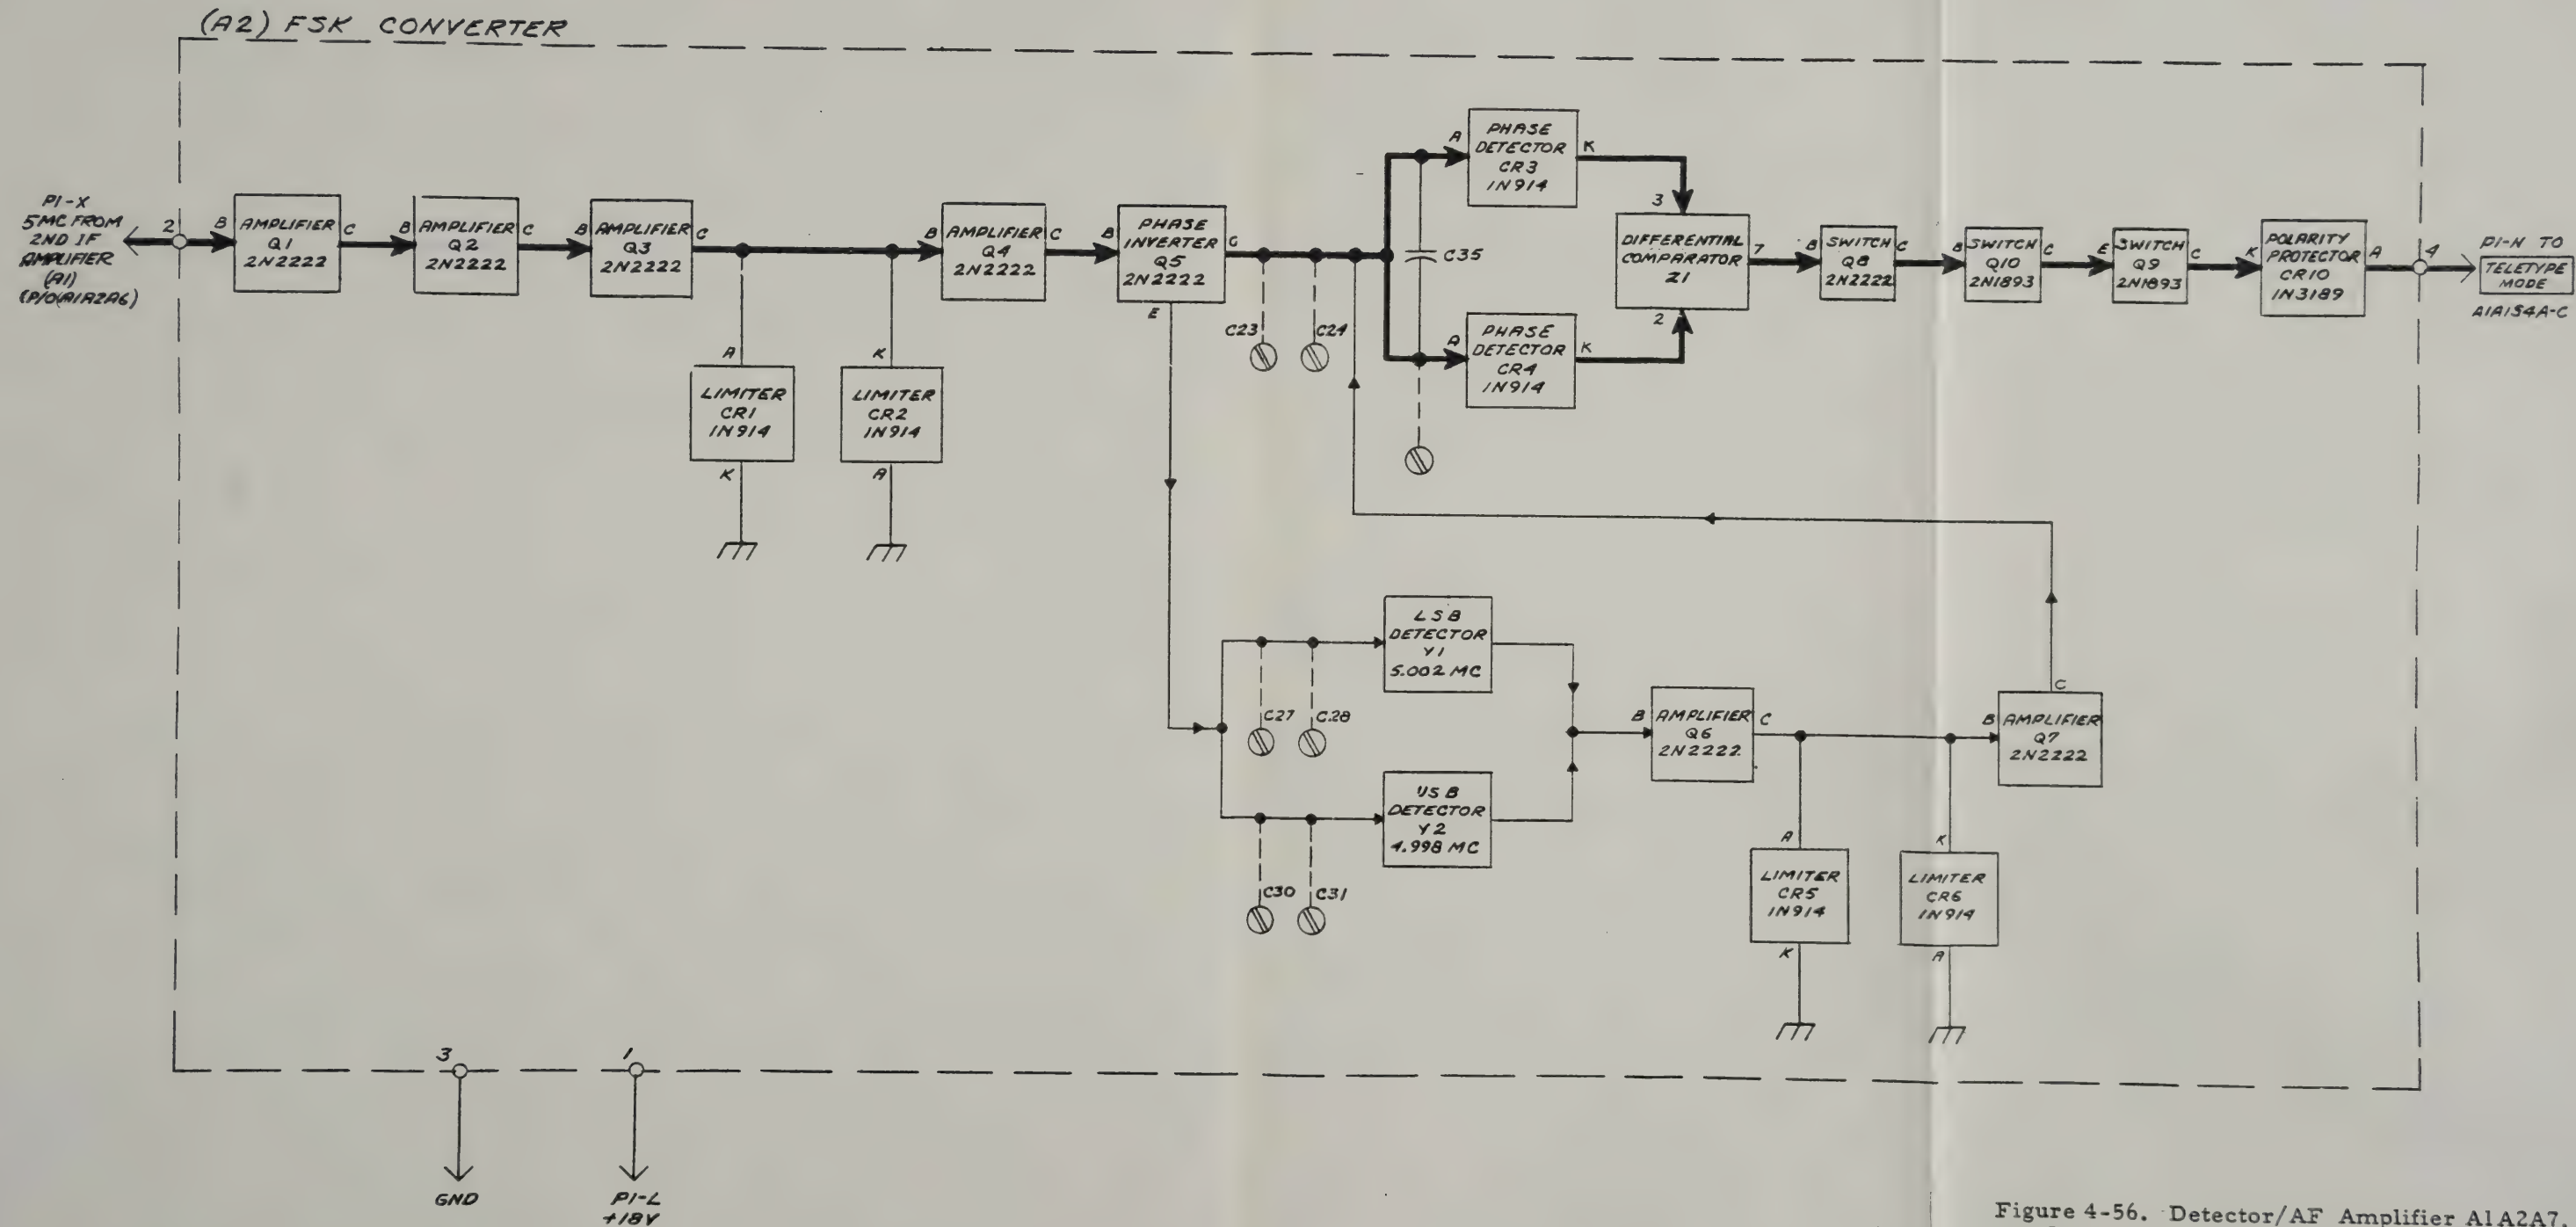 (A2) FSK CONVERTER
P1-X
5MC FROM
2ND IF
AMPLIFIER
(A1)
(P/O(A1A2A6)
2
B
AMPLIFIER
Q1
2N2222
C
B
AMPLIFIER
Q2
2N2222
C
B
AMPLIFIER
Q3
2N2222
C
B
AMPLIFIER
Q4
2N2222
C
B
PHASE
INVERTER
Q5
2N2222
C
E
C23
C24
A
PHASE
DETECTOR
CR3
1N914
K
C35
A
PHASE
DETECTOR
CR4
1N914
K
3
DIFFERENTIAL
COMPARATOR
Z1
7
2
B
SWITCH
Q8
2N2222
C
B
SWITCH
Q10
2N1893
C
E
SWITCH
Q9
2N1893
C
K
POLARITY
PROTECTOR
CR10
1N3189
A
4
P1-N TO
TELETYPE
MODE
A1A1S4A-C
A
LIMITER
CR1
1N914
K
K
LIMITER
CR2
1N914
A
LSB
DETECTOR
Y1
5.002 MC
C27
C28
USB
DETECTOR
Y2
4.998 MC
C30
C31
B
AMPLIFIER
Q6
2N2222
C
B
AMPLIFIER
Q7
2N2222
C
A
LIMITER
CR5
1N914
K
K
LIMITER
CR6
1N914
A
3
GND
1
P1-L
+18V
Figure 4-56. Detector/AF Amplifier A1A2A7,